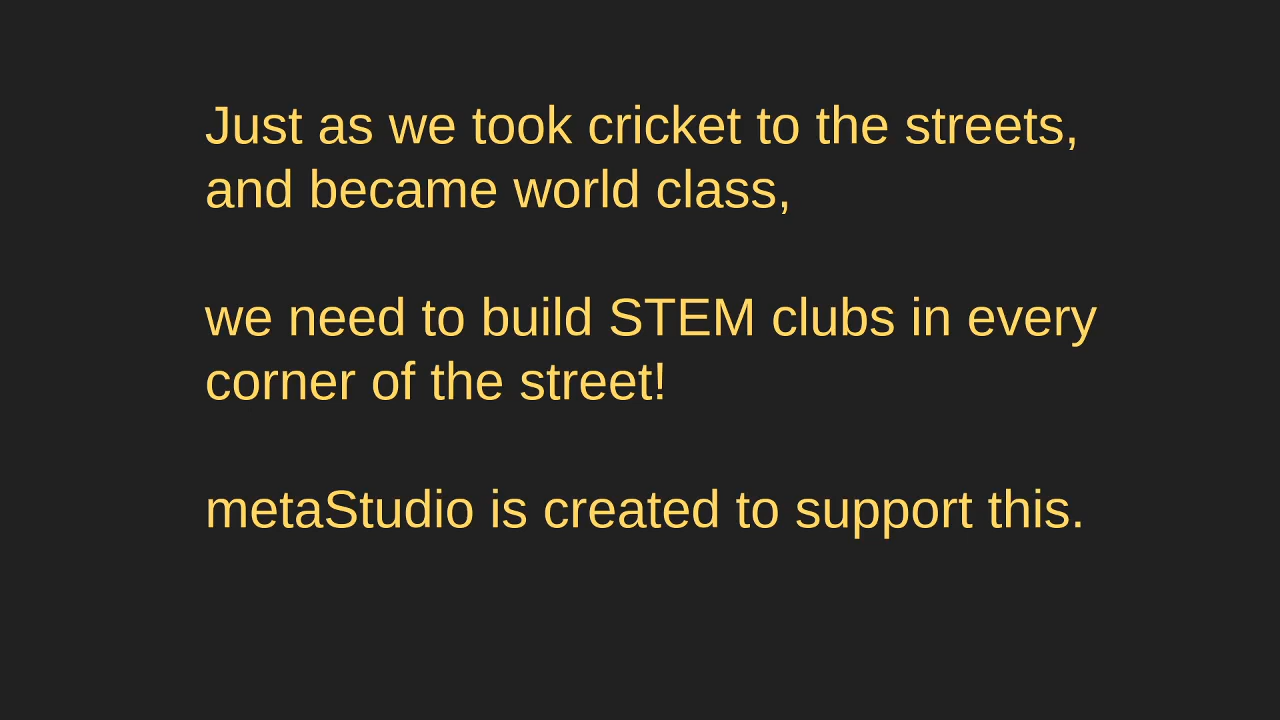 Just as we took cricket to the streets,
and became world class,
we need to build STEM clubs in every
corner of the street!
metaStudio is created to support this.